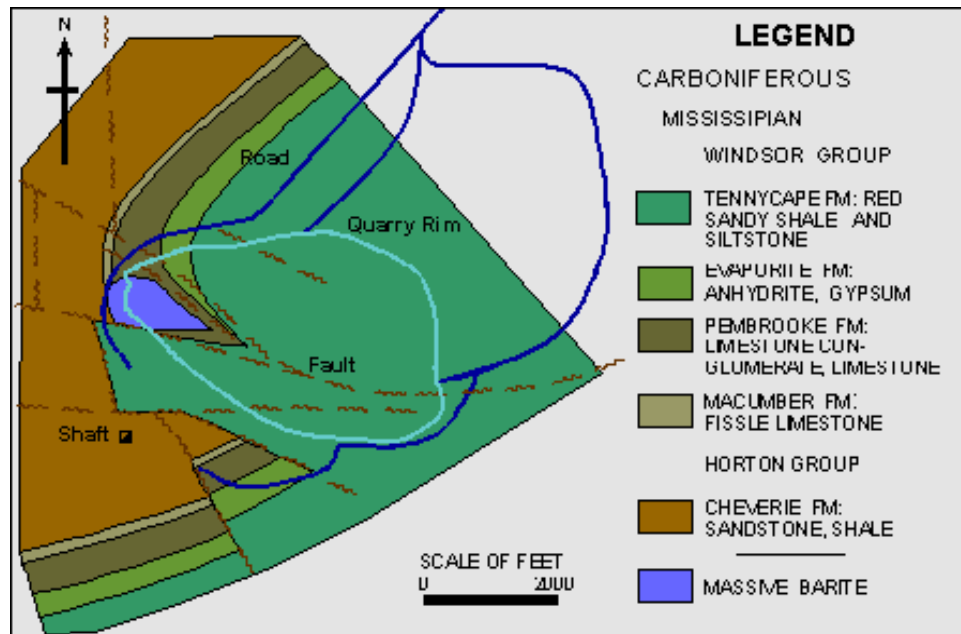 N
Road
Quarry Rim
Fault
Shaft
SCALE OF FEET
0 2000
LEGEND
CARBONIFEROUS
MISSISSIPIAN
WINDSOR GROUP
TENNYCAPE FM: RED
SANDY SHALE AND
SILTSTONE
EVAPURITE FM:
ANHYDRITE, GYPSUM
PEMBROOKE FM:
LIMESTONE CON-
GLOMERATE, LIMESTONE
MACUMBER FM:
FISSLE LIMESTONE
HORTON GROUP
CHEVERIE FM:
SANDSTONE, SHALE
MASSIVE BARITE